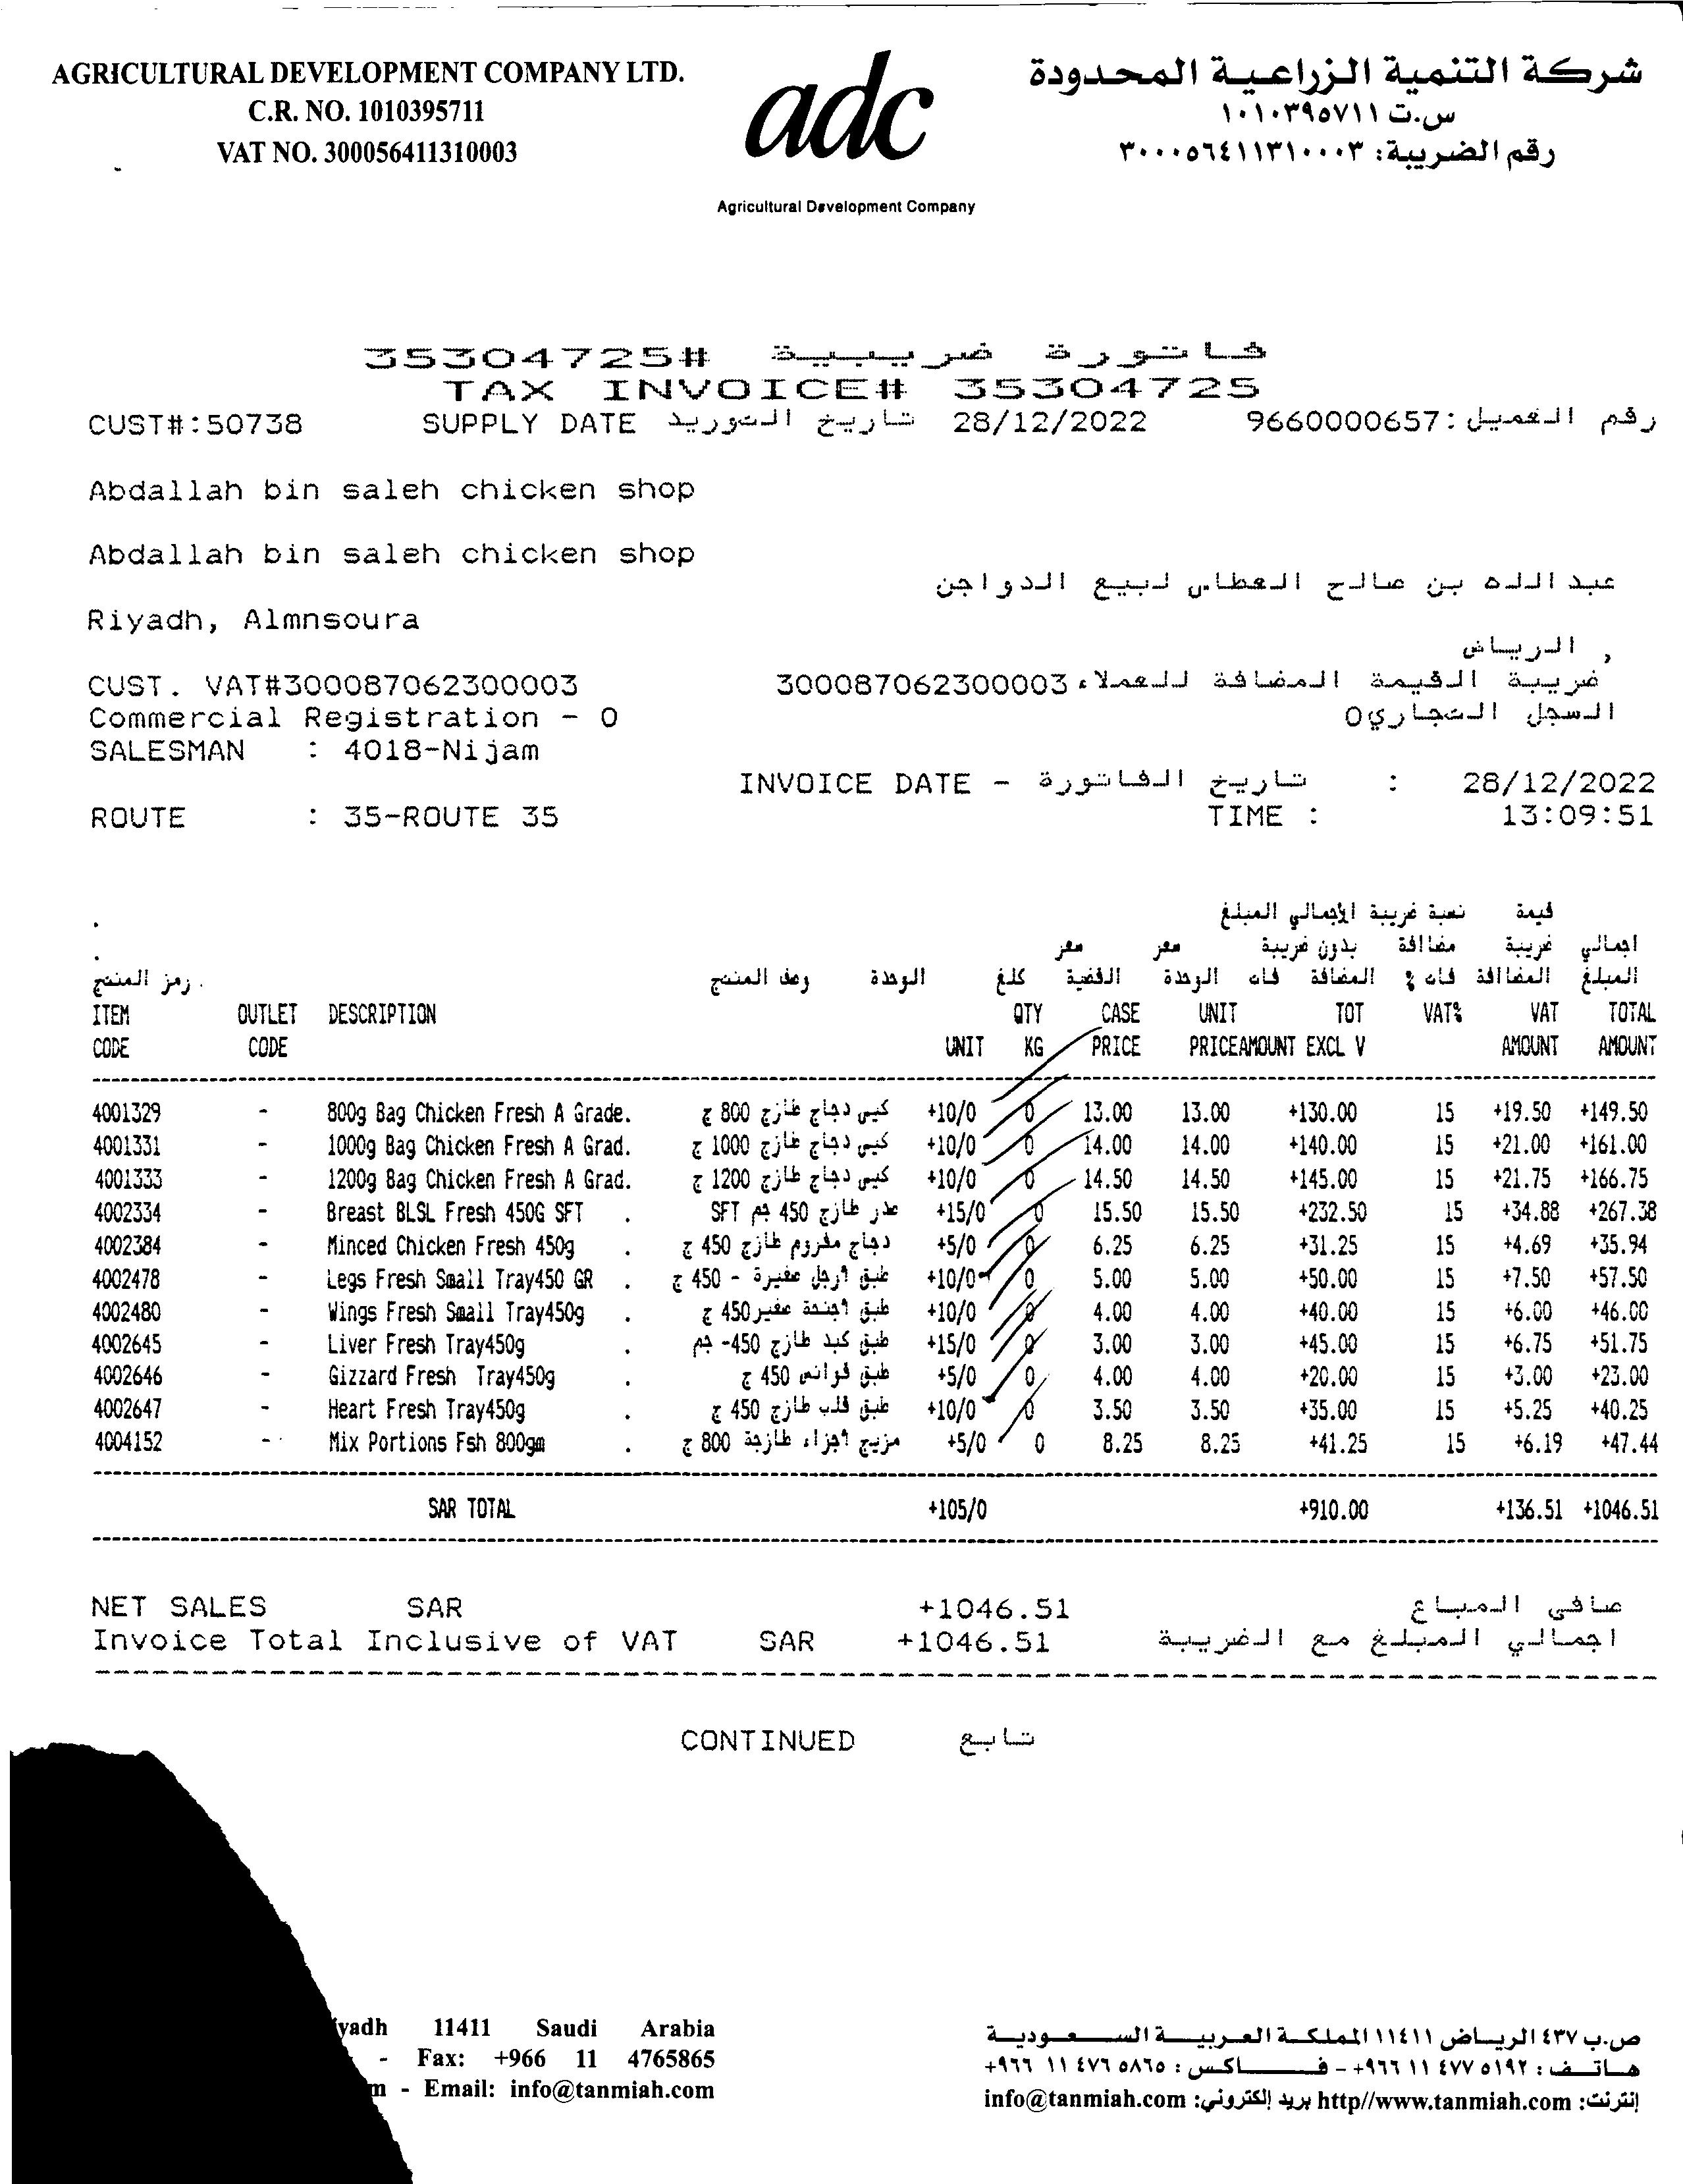 AGRICULTURAL DEVELOPMENT COMPANY LTD.
C.R. NO. 1010395711
VAT NO. 300056411310003
adc
Agricultural Development Company
شركة التنمية الزراعية المحدودة
س.ت ١٠١٠٣٩٥٧١١
رقم الضريبة: ٣٠٠٠٥٦٤١١٣١٠٠٠٣
فاتورة ضريبية #35304725
TAX INVOICE# 35304725
CUST#:50738 SUPPLY DATE تاريخ التوريد 28/12/2022 رقم العميل:9660000657
Abdallah bin saleh chicken shop
Abdallah bin saleh chicken shop
عبدالله بن صالح العطاس لبيع الدواجن
Riyadh, Almnsoura
, الرياض
CUST. VAT#300087062300003 ضريبة القيمة المضافة للعملاء300087062300003
Commercial Registration - 0 السجل التجاري0
SALESMAN : 4018-Nijam
INVOICE DATE - تاريخ الفاتورة : 28/12/2022
ROUTE : 35-ROUTE 35 TIME : 13:09:51
نسبة ضريبة الإجمالي المبلغ قيمة
سعر سعر بدون ضريبة مضاافة ضريبة اجمالي
رمز المنتج وصف المنتج الوحدة كلغ القضية الوحدة فات المضافة فات % المضاافة المبلغ
ITEM OUTLET DESCRIPTION QTY CASE UNIT TOT VAT% VAT TOTAL
CODE CODE UNIT KG PRICE PRICEAMOUNT EXCL V AMOUNT AMOUNT
4001329 - 800g Bag Chicken Fresh A Grade. كيس دجاج طازج 800 ج +10/0 0 13.00 13.00 +130.00 15 +19.50 +149.50
4001331 - 1000g Bag Chicken Fresh A Grad. كيس دجاج طازج 1000 ج +10/0 0 14.00 14.00 +140.00 15 +21.00 +161.00
4001333 - 1200g Bag Chicken Fresh A Grad. كيس دجاج طازج 1200 ج +10/0 0 14.50 14.50 +145.00 15 +21.75 +166.75
4002334 - Breast BLSL Fresh 450G SFT . صدر طازج 450 جم SFT +15/0 0 15.50 15.50 +232.50 15 +34.88 +267.38
4002384 - Minced Chicken Fresh 450g . دجاج مفروم طازج 450 ج +5/0 0 6.25 6.25 +31.25 15 +4.69 +35.94
4002478 - Legs Fresh Small Tray450 GR . طبق أرجل صغيرة - 450 ج +10/0 0 5.00 5.00 +50.00 15 +7.50 +57.50
4002480 - Wings Fresh Small Tray450g . طبق اجنحة صغير450 ج +10/0 0 4.00 4.00 +40.00 15 +6.00 +46.00
4002645 - Liver Fresh Tray450g . طبق كبد طازج 450- جم +15/0 0 3.00 3.00 +45.00 15 +6.75 +51.75
4002646 - Gizzard Fresh Tray450g . طبق قوانص 450 ج +5/0 0 4.00 4.00 +20.00 15 +3.00 +23.00
4002647 - Heart Fresh Tray450g . طبق قلب طازج 450 ج +10/0 0 3.50 3.50 +35.00 15 +5.25 +40.25
4004152 - Mix Portions Fsh 800gm . مزيج أجزاء طازجة 800 ج +5/0 0 8.25 8.25 +41.25 15 +6.19 +47.44
SAR TOTAL +105/0 +910.00 +136.51 +1046.51
NET SALES SAR +1046.51 صافي المباع
Invoice Total Inclusive of VAT SAR +1046.51 اجمالي المبلغ مع الضريبة
CONTINUED تابع
yadh 11411 Saudi Arabia
- Fax: +966 11 4765865
m - Email: info@tanmiah.com
ص.ب ٤٣٧ الرياض ١١٤١١ المملكة العربية السعودية
هاتف: ٥١٩٢ ٤٧٧ ١١ ٩٦٦+ - فاكس: ٥٨٦٥ ٤٧٦ ١١ ٩٦٦+
إنترنت: http//www.tanmiah.com بريد إلكتروني: info@tanmiah.com